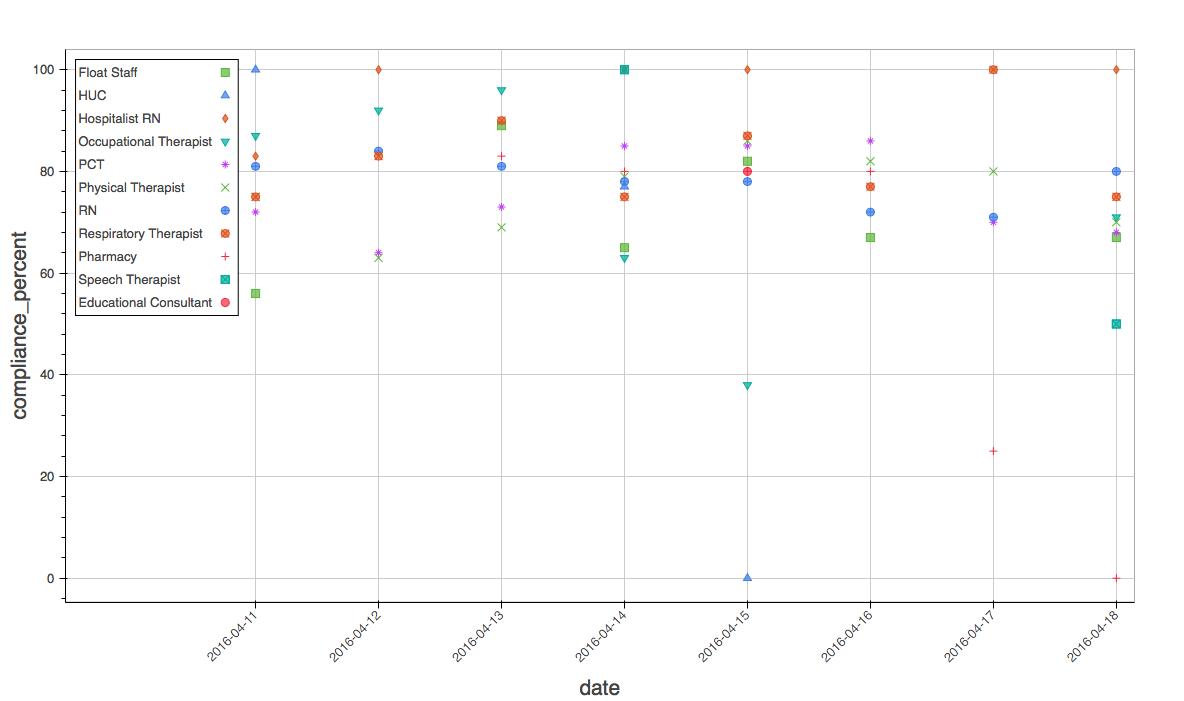 100
80
60
40
20
0
compliance_percent
Float Staff
HUC
Hospitalist RN
Occupational Therapist
PCT
Physical Therapist
RN
Respiratory Therapist
Pharmacy
Speech Therapist
Educational Consultant
2016-04-11
2016-04-12
2016-04-13
2016-04-14
2016-04-15
2016-04-16
2016-04-17
2016-04-18
date